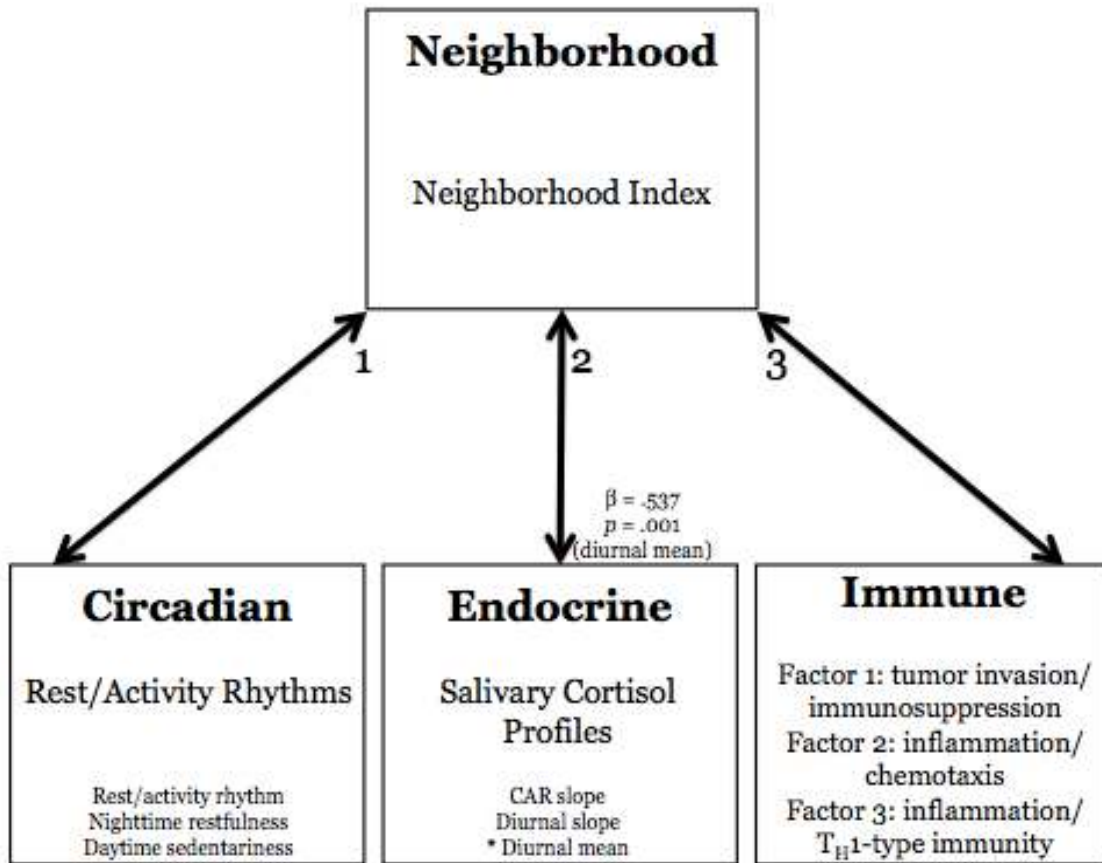 Neighborhood
Neighborhood Index
1
2
3
β = .537
p = .001
(diurnal mean)
Circadian
Rest/Activity Rhythms
Rest/activity rhythm
Nighttime restfulness
Daytime sedentariness
Endocrine
Salivary Cortisol
Profiles
CAR slope
Diurnal slope
* Diurnal mean
Immune
Factor 1: tumor invasion/
immunosuppression
Factor 2: inflammation/
chemotaxis
Factor 3: inflammation/
TH1-type immunity